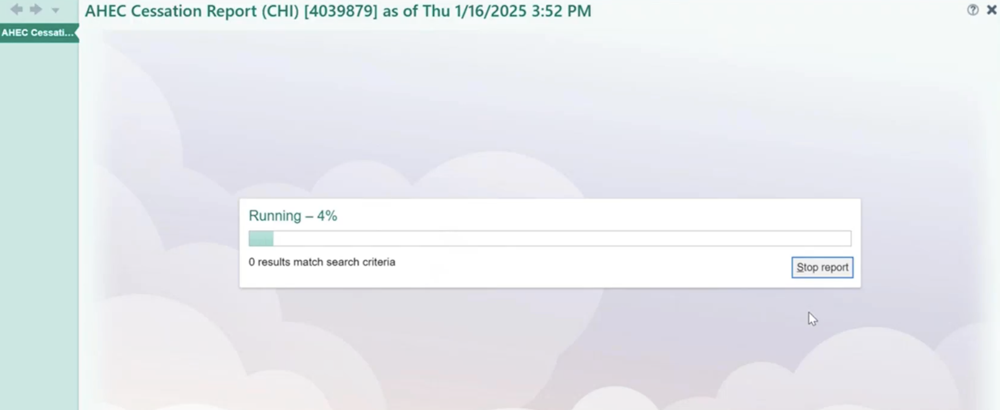 AHEC Cessation Report (CHI) [4039879] as of Thu 1/16/2025 3:52 PM
AHEC Cessati...
Running – 4%
0 results match search criteria
Stop report